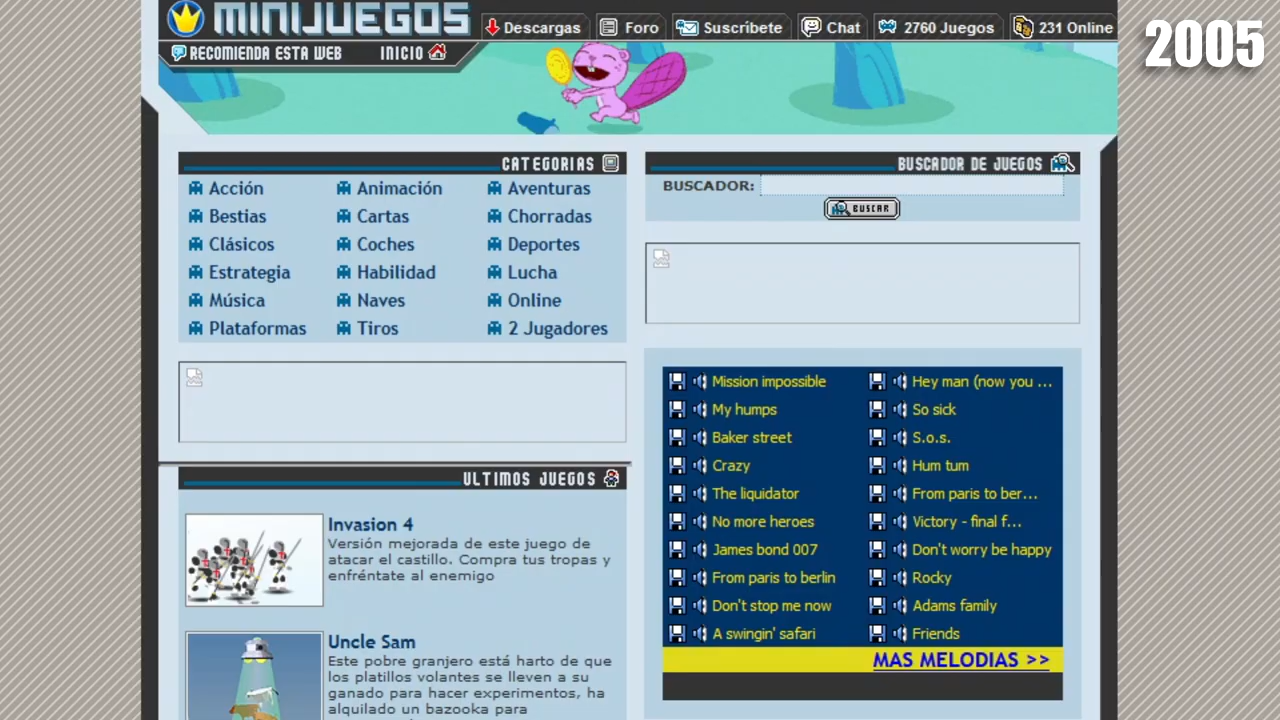 MINIJUEGOS
Descargas
Foro
Suscríbete
Chat
2760 Juegos
231 Online
2005
RECOMIENDA ESTA WEB
INICIO
CATEGORIAS
Acción Animación Aventuras
Bestias Cartas Chorradas
Clásicos Coches Deportes
Estrategia Habilidad Lucha
Música Naves Online
Plataformas Tiros 2 Jugadores
BUSCADOR DE JUEGOS
BUSCADOR:
BUSCAR
ULTIMOS JUEGOS
Invasion 4
Versión mejorada de este juego de
atacar el castillo. Compra tus tropas y
enfréntate al enemigo
Uncle Sam
Este pobre granjero está harto de que
los platillos volantes se lleven a su
ganado para hacer experimentos, ha
alquilado un bazooka para
Mission impossible Hey man (now you ...
My humps So sick
Baker street S.o.s.
Crazy Hum tum
The liquidator From paris to ber...
No more heroes Victory - final f...
James bond 007 Don't worry be happy
From paris to berlin Rocky
Don't stop me now Adams family
A swingin' safari Friends
MAS MELODIAS >>